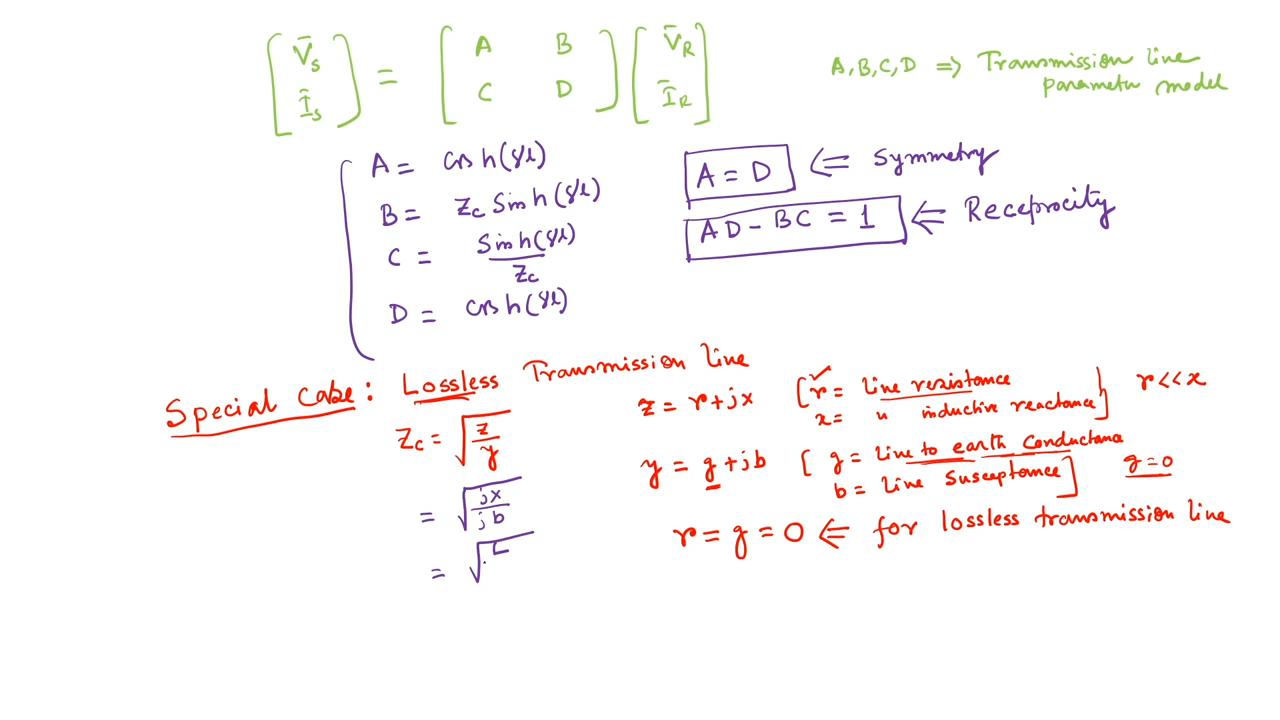 [V̄s Īs] = [A B C D] [V̄R ĪR]
A, B, C, D ⇒ Transmission line parameter model
A = cosh(γl)
B = Zc Sinh(γl)
C = Sinh(γl) / Zc
D = cosh(γl)
A = D ⇐ Symmetry
AD - BC = 1 ⇐ Receprocity
Special Case: Lossless Transmission line
Zc = √(z/y)
= √(jx/jb)
= √L
z = r + jx [r = line resistance
x = " inductive reactance] r << x
y = g + jb [g = line to earth conductance
b = line susceptance] g = 0
r = g = 0 ⇐ for lossless transmission line